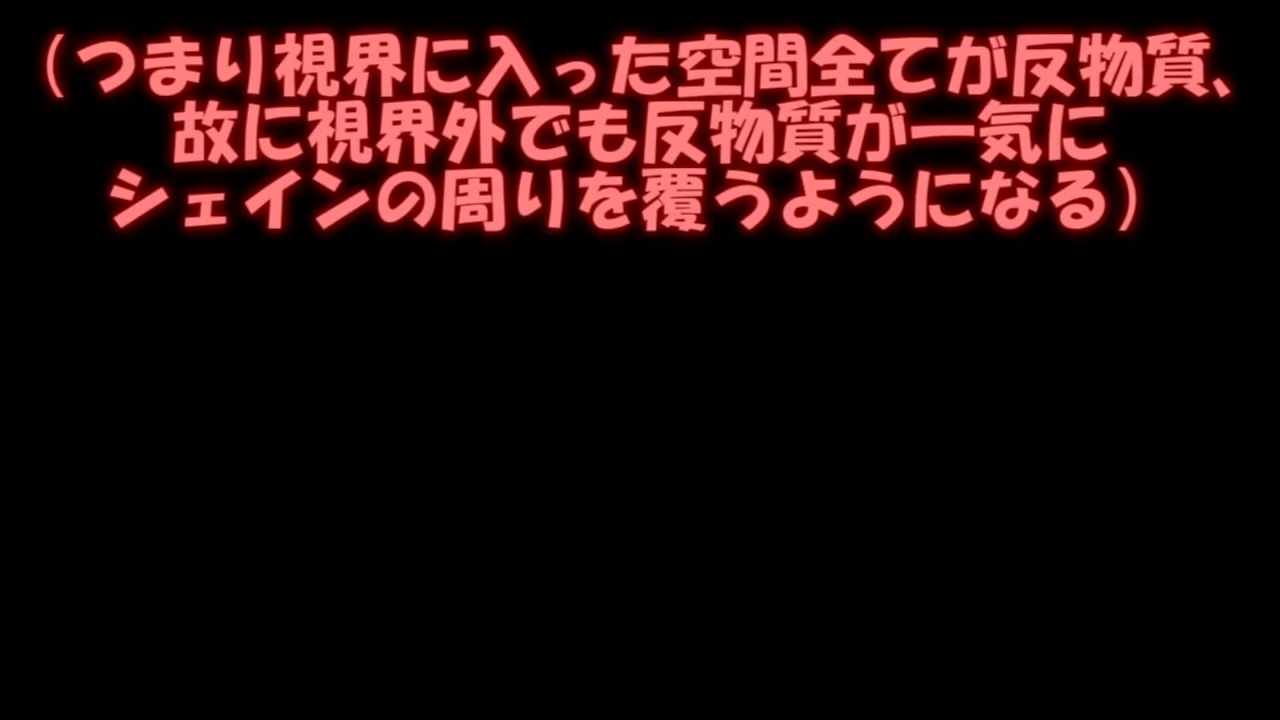 （つまり視界に入った空間全てが反物質、
故に視界外でも反物質が一気に
シェインの周りを覆うようになる）